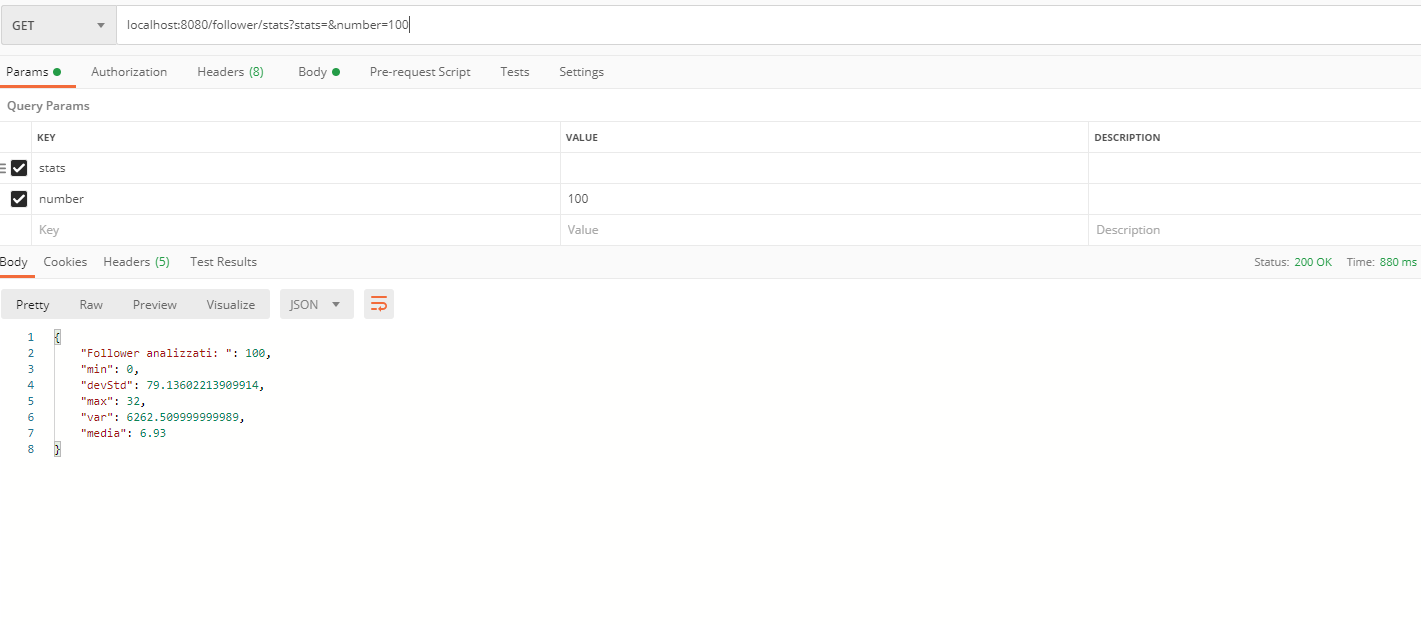 GET localhost:8080/follower/stats?stats=&number=100
Params Authorization Headers (8) Body Pre-request Script Tests Settings
Query Params
KEY VALUE DESCRIPTION
stats
number 100
Key Value Description
Body Cookies Headers (5) Test Results Status: 200 OK Time: 880 ms
Pretty Raw Preview Visualize JSON
1 {
2 "Follower analizzati: ": 100,
3 "min": 0,
4 "devStd": 79.13602213909914,
5 "max": 32,
6 "var": 6262.509999999989,
7 "media": 6.93
8 }